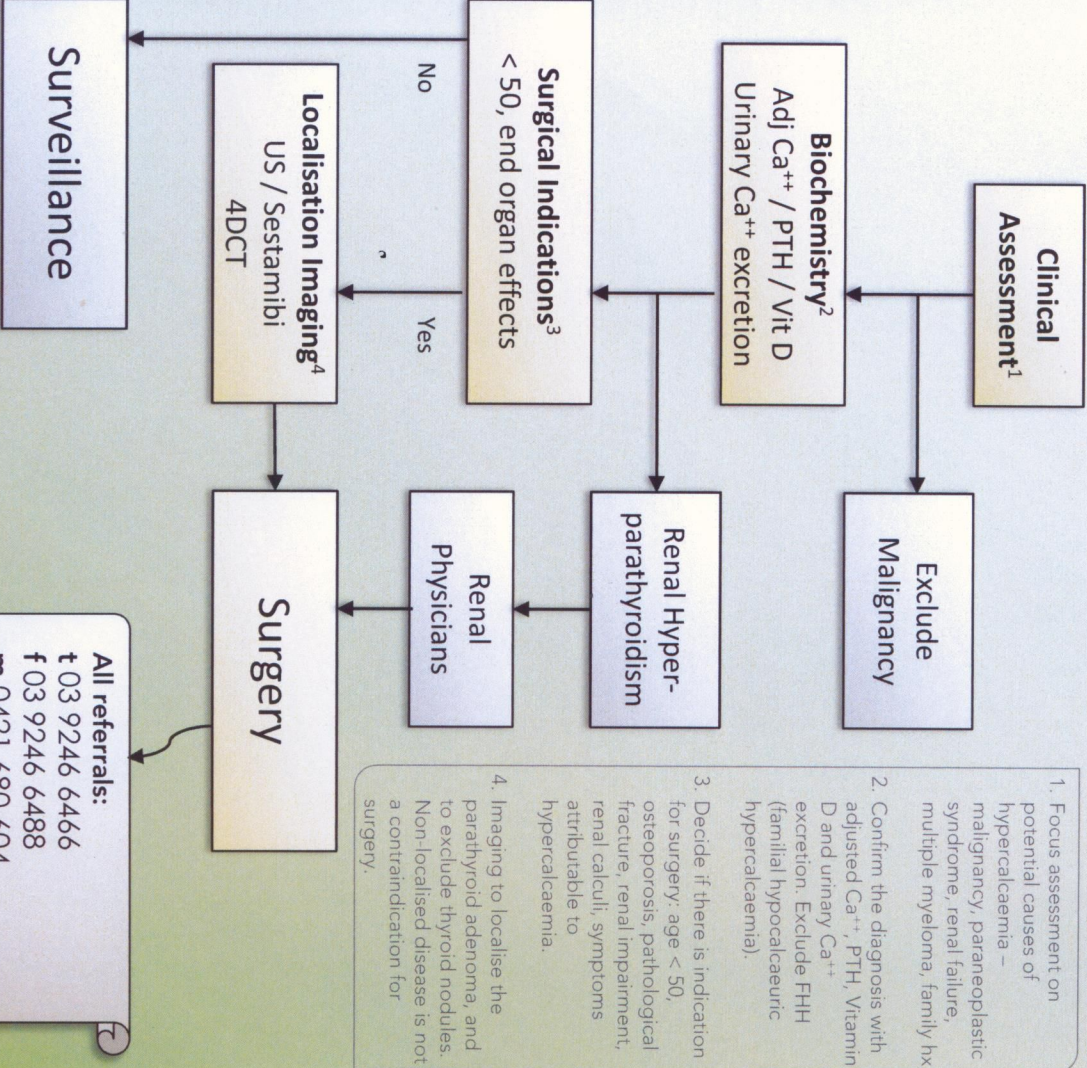 Clinical
Assessment1
Exclude
Malignancy
Biochemistry2
Adj Ca++ / PTH / Vit D
Urinary Ca++ excretion
Renal Hyper-
parathyroidism
Surgical Indications3
< 50, end organ effects
Renal
Physicians
No
Yes
Localisation Imaging4
US / Sestamibi
4DCT
Surgery
Surveillance
1. Focus assessment on
potential causes of
hypercalcaemia –
malignancy, paraneoplastic
syndrome, renal failure,
multiple myeloma, family hx
2. Confirm the diagnosis with
adjusted Ca++, PTH, Vitamin
D and urinary Ca++
excretion. Exclude FHH
(familial hypocalcaeuric
hypercalcaemia).
3. Decide if there is indication
for surgery: age < 50,
osteoporosis, pathological
fracture, renal impairment,
renal calculi, symptoms
attributable to
hypercalcaemia.
4. Imaging to localise the
parathyroid adenoma, and
to exclude thyroid nodules.
Non-localised disease is not
a contraindication for
surgery.
All referrals:
t 03 9246 6466
f 03 9246 6488
m 0421 680 604